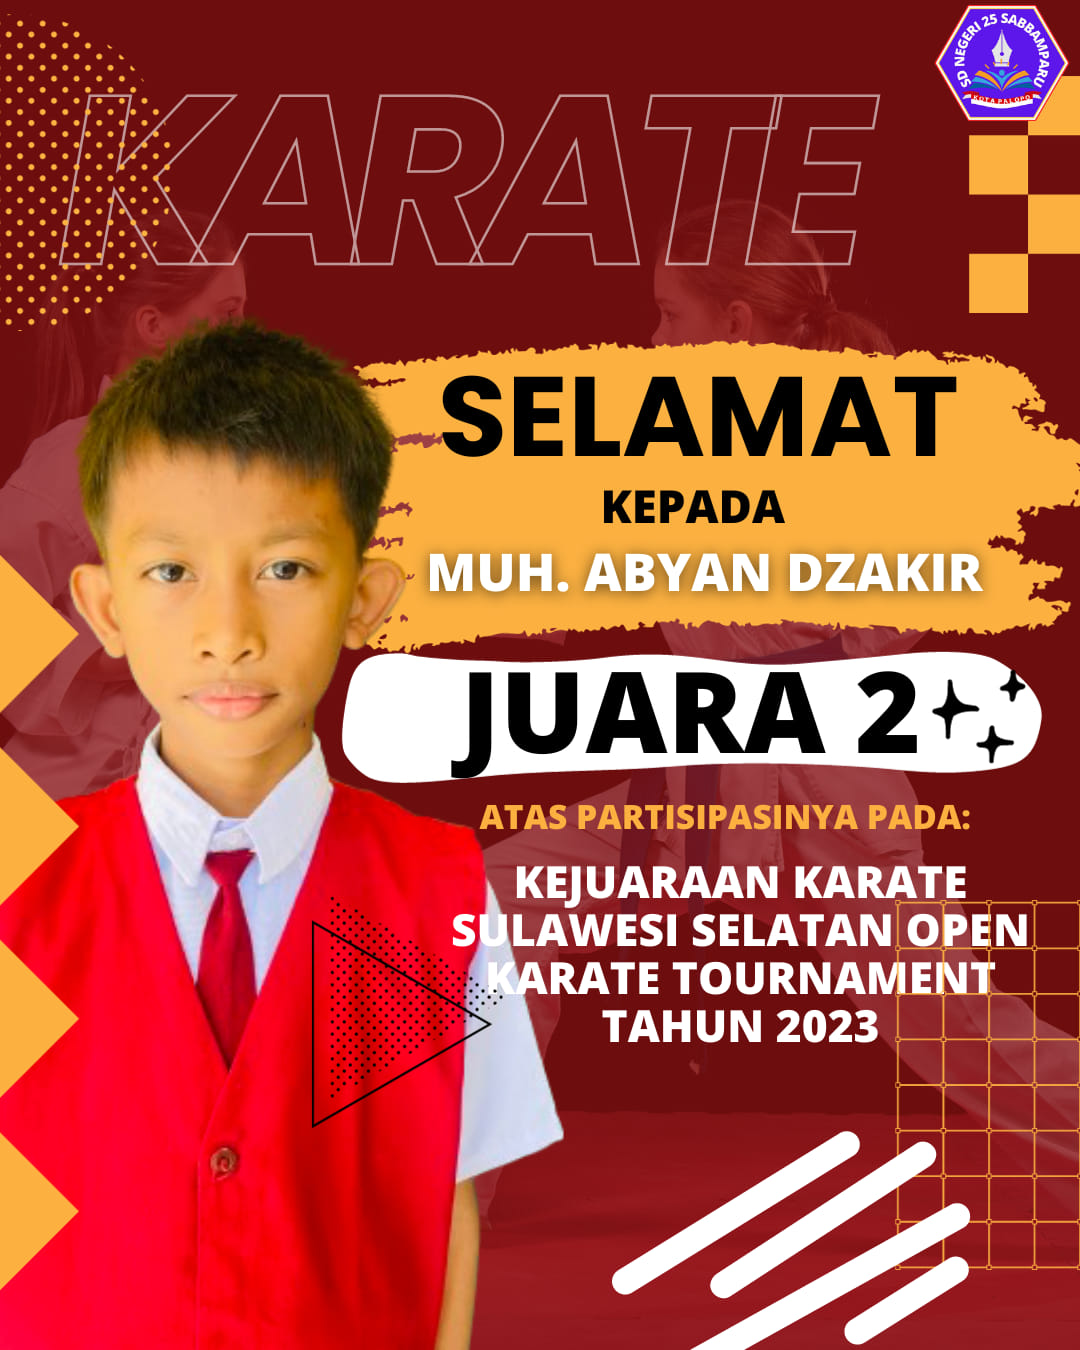 SD NEGERI 25 SABBAMPARU
KOTA PALOPO
KARATE
SELAMAT
KEPADA
MUH. ABYAN DZAKIR
JUARA 2
ATAS PARTISIPASINYA PADA:
KEJUARAAN KARATE
SULAWESI SELATAN OPEN
KARATE TOURNAMENT
TAHUN 2023